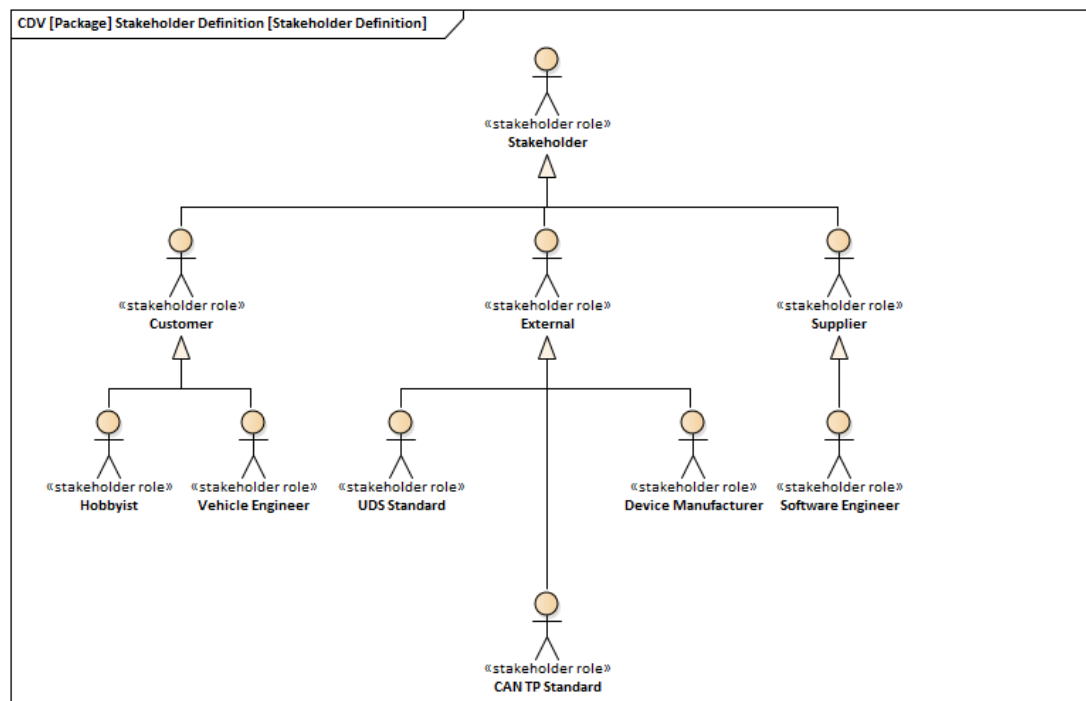 CDV [Package] Stakeholder Definition [Stakeholder Definition]
«stakeholder role»
Stakeholder
«stakeholder role»
Customer
«stakeholder role»
External
«stakeholder role»
Supplier
«stakeholder role»
Hobbyist
«stakeholder role»
Vehicle Engineer
«stakeholder role»
UDS Standard
«stakeholder role»
Device Manufacturer
«stakeholder role»
Software Engineer
«stakeholder role»
CAN TP Standard